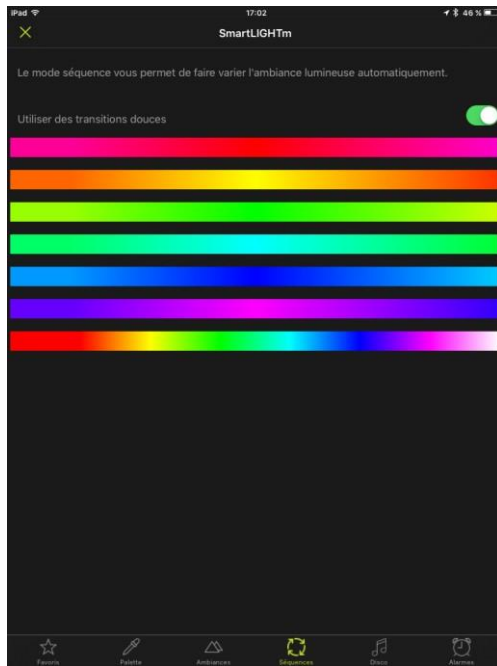 iPad 17:02 46 %
SmartLIGHTm
Le mode séquence vous permet de faire varier l'ambiance lumineuse automatiquement.
Utiliser des transitions douces
Favoris Palette Ambiances Séquences Disco Alarmes